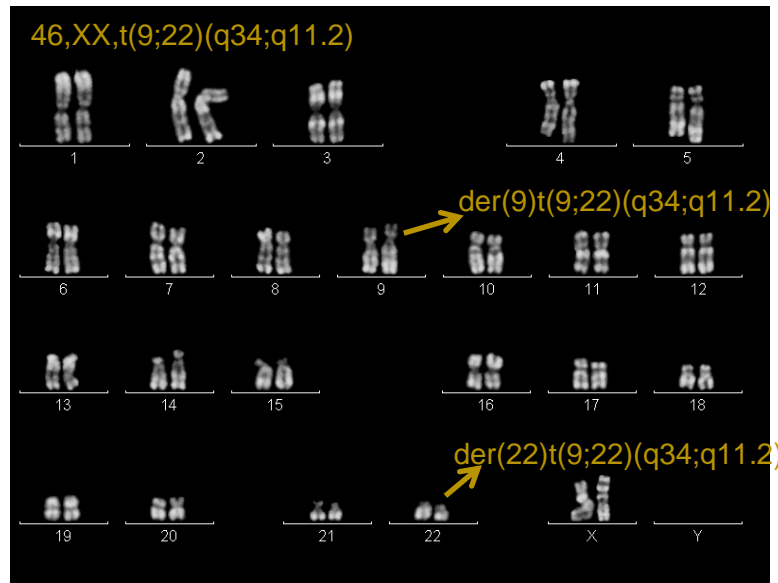 46,XX,t(9;22)(q34;q11.2)
1 2 3 4 5
der(9)t(9;22)(q34;q11.2)
6 7 8 9 10 11 12
13 14 15 16 17 18
der(22)t(9;22)(q34;q11.2)
19 20 21 22 X Y